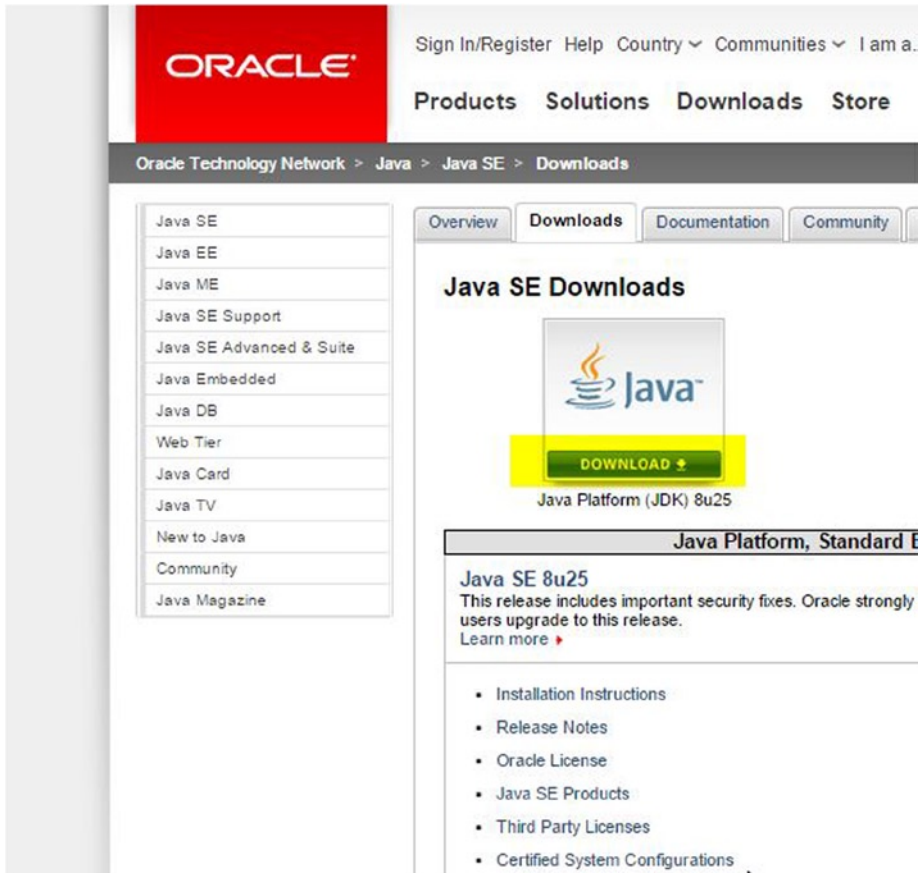 ORACLE
Sign In/Register Help Country Communities I am a..
Products Solutions Downloads Store
Oracle Technology Network > Java > Java SE > Downloads
Java SE
Java EE
Java ME
Java SE Support
Java SE Advanced & Suite
Java Embedded
Java DB
Web Tier
Java Card
Java TV
New to Java
Community
Java Magazine
Overview Downloads Documentation Community
Java SE Downloads
Java
DOWNLOAD
Java Platform (JDK) 8u25
Java Platform, Standard E
Java SE 8u25
This release includes important security fixes. Oracle strongly
users upgrade to this release.
Learn more
• Installation Instructions
• Release Notes
• Oracle License
• Java SE Products
• Third Party Licenses
• Certified System Configurations